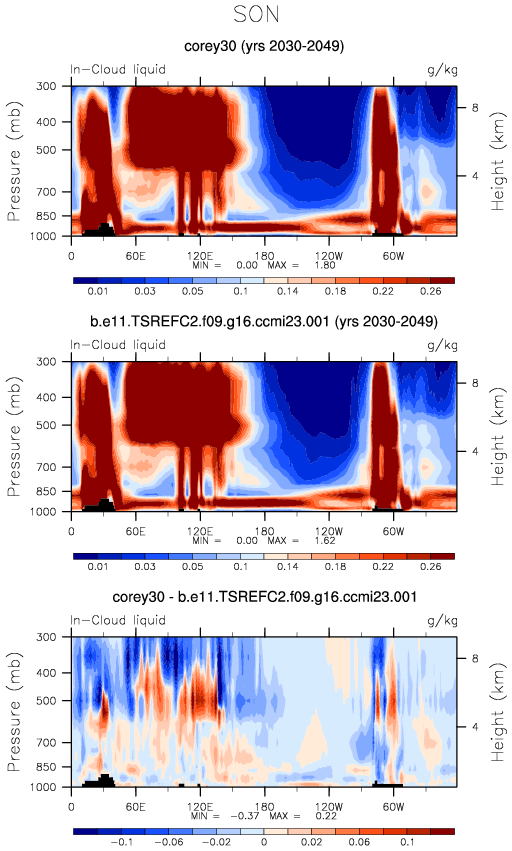 SON
corey30 (yrs 2030-2049)
In-Cloud liquid g/kg
Pressure (mb)
300
400
500
700
850
1000
8
4
Height (km)
0 60E 120E 180 120W 60W
MIN = 0.00 MAX = 1.80
0.01 0.03 0.05 0.1 0.14 0.18 0.22 0.26
b.e11.TSREFC2.f09.g16.ccmi23.001 (yrs 2030-2049)
In-Cloud liquid g/kg
Pressure (mb)
300
400
500
700
850
1000
8
4
Height (km)
0 60E 120E 180 120W 60W
MIN = 0.00 MAX = 1.62
0.01 0.03 0.05 0.1 0.14 0.18 0.22 0.26
corey30 - b.e11.TSREFC2.f09.g16.ccmi23.001
In-Cloud liquid g/kg
Pressure (mb)
300
400
500
700
850
1000
8
4
Height (km)
0 60E 120E 180 120W 60W
MIN = -0.37 MAX = 0.22
-0.1 -0.06 -0.02 0 0.02 0.06 0.1